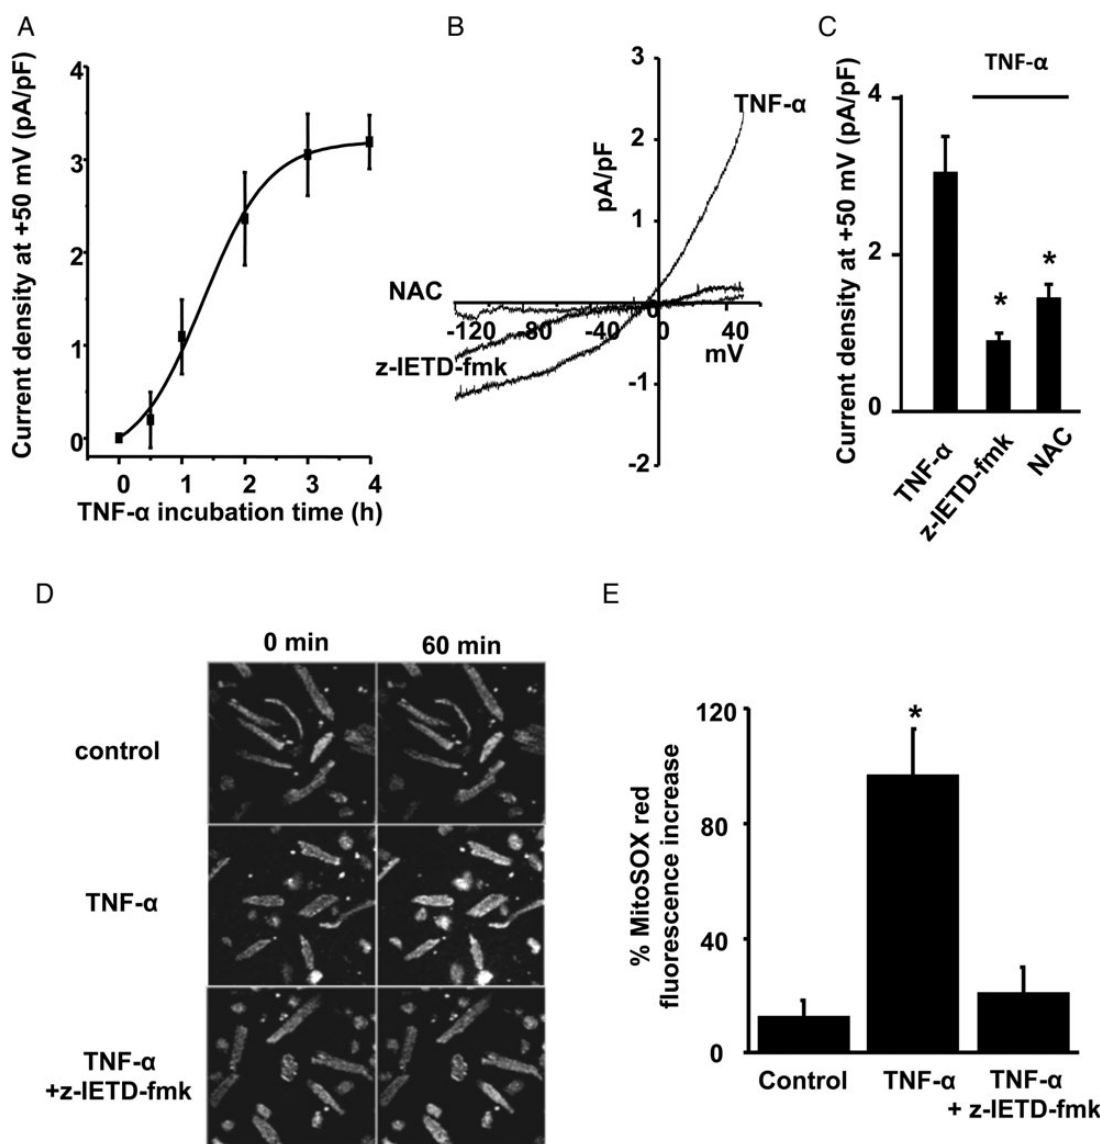 A
Current density at +50 mV (pA/pF)
4
3
2
1
0
0 1 2 3 4
TNF-α incubation time (h)
B
3
2
1
0
-1
-2
pA/pF
TNF-α
NAC
-120 -80 -40 0 40
mV
z-IETD-fmk
C
TNF-α
Current density at +50 mV (pA/pF)
4
2
0
*
*
TNF-α
z-IETD-fmk
NAC
D
0 min 60 min
control
TNF-α
TNF-α
+z-IETD-fmk
E
% MitoSOX red
fluorescence increase
120
80
40
0
*
Control TNF-α TNF-α
+ z-IETD-fmk